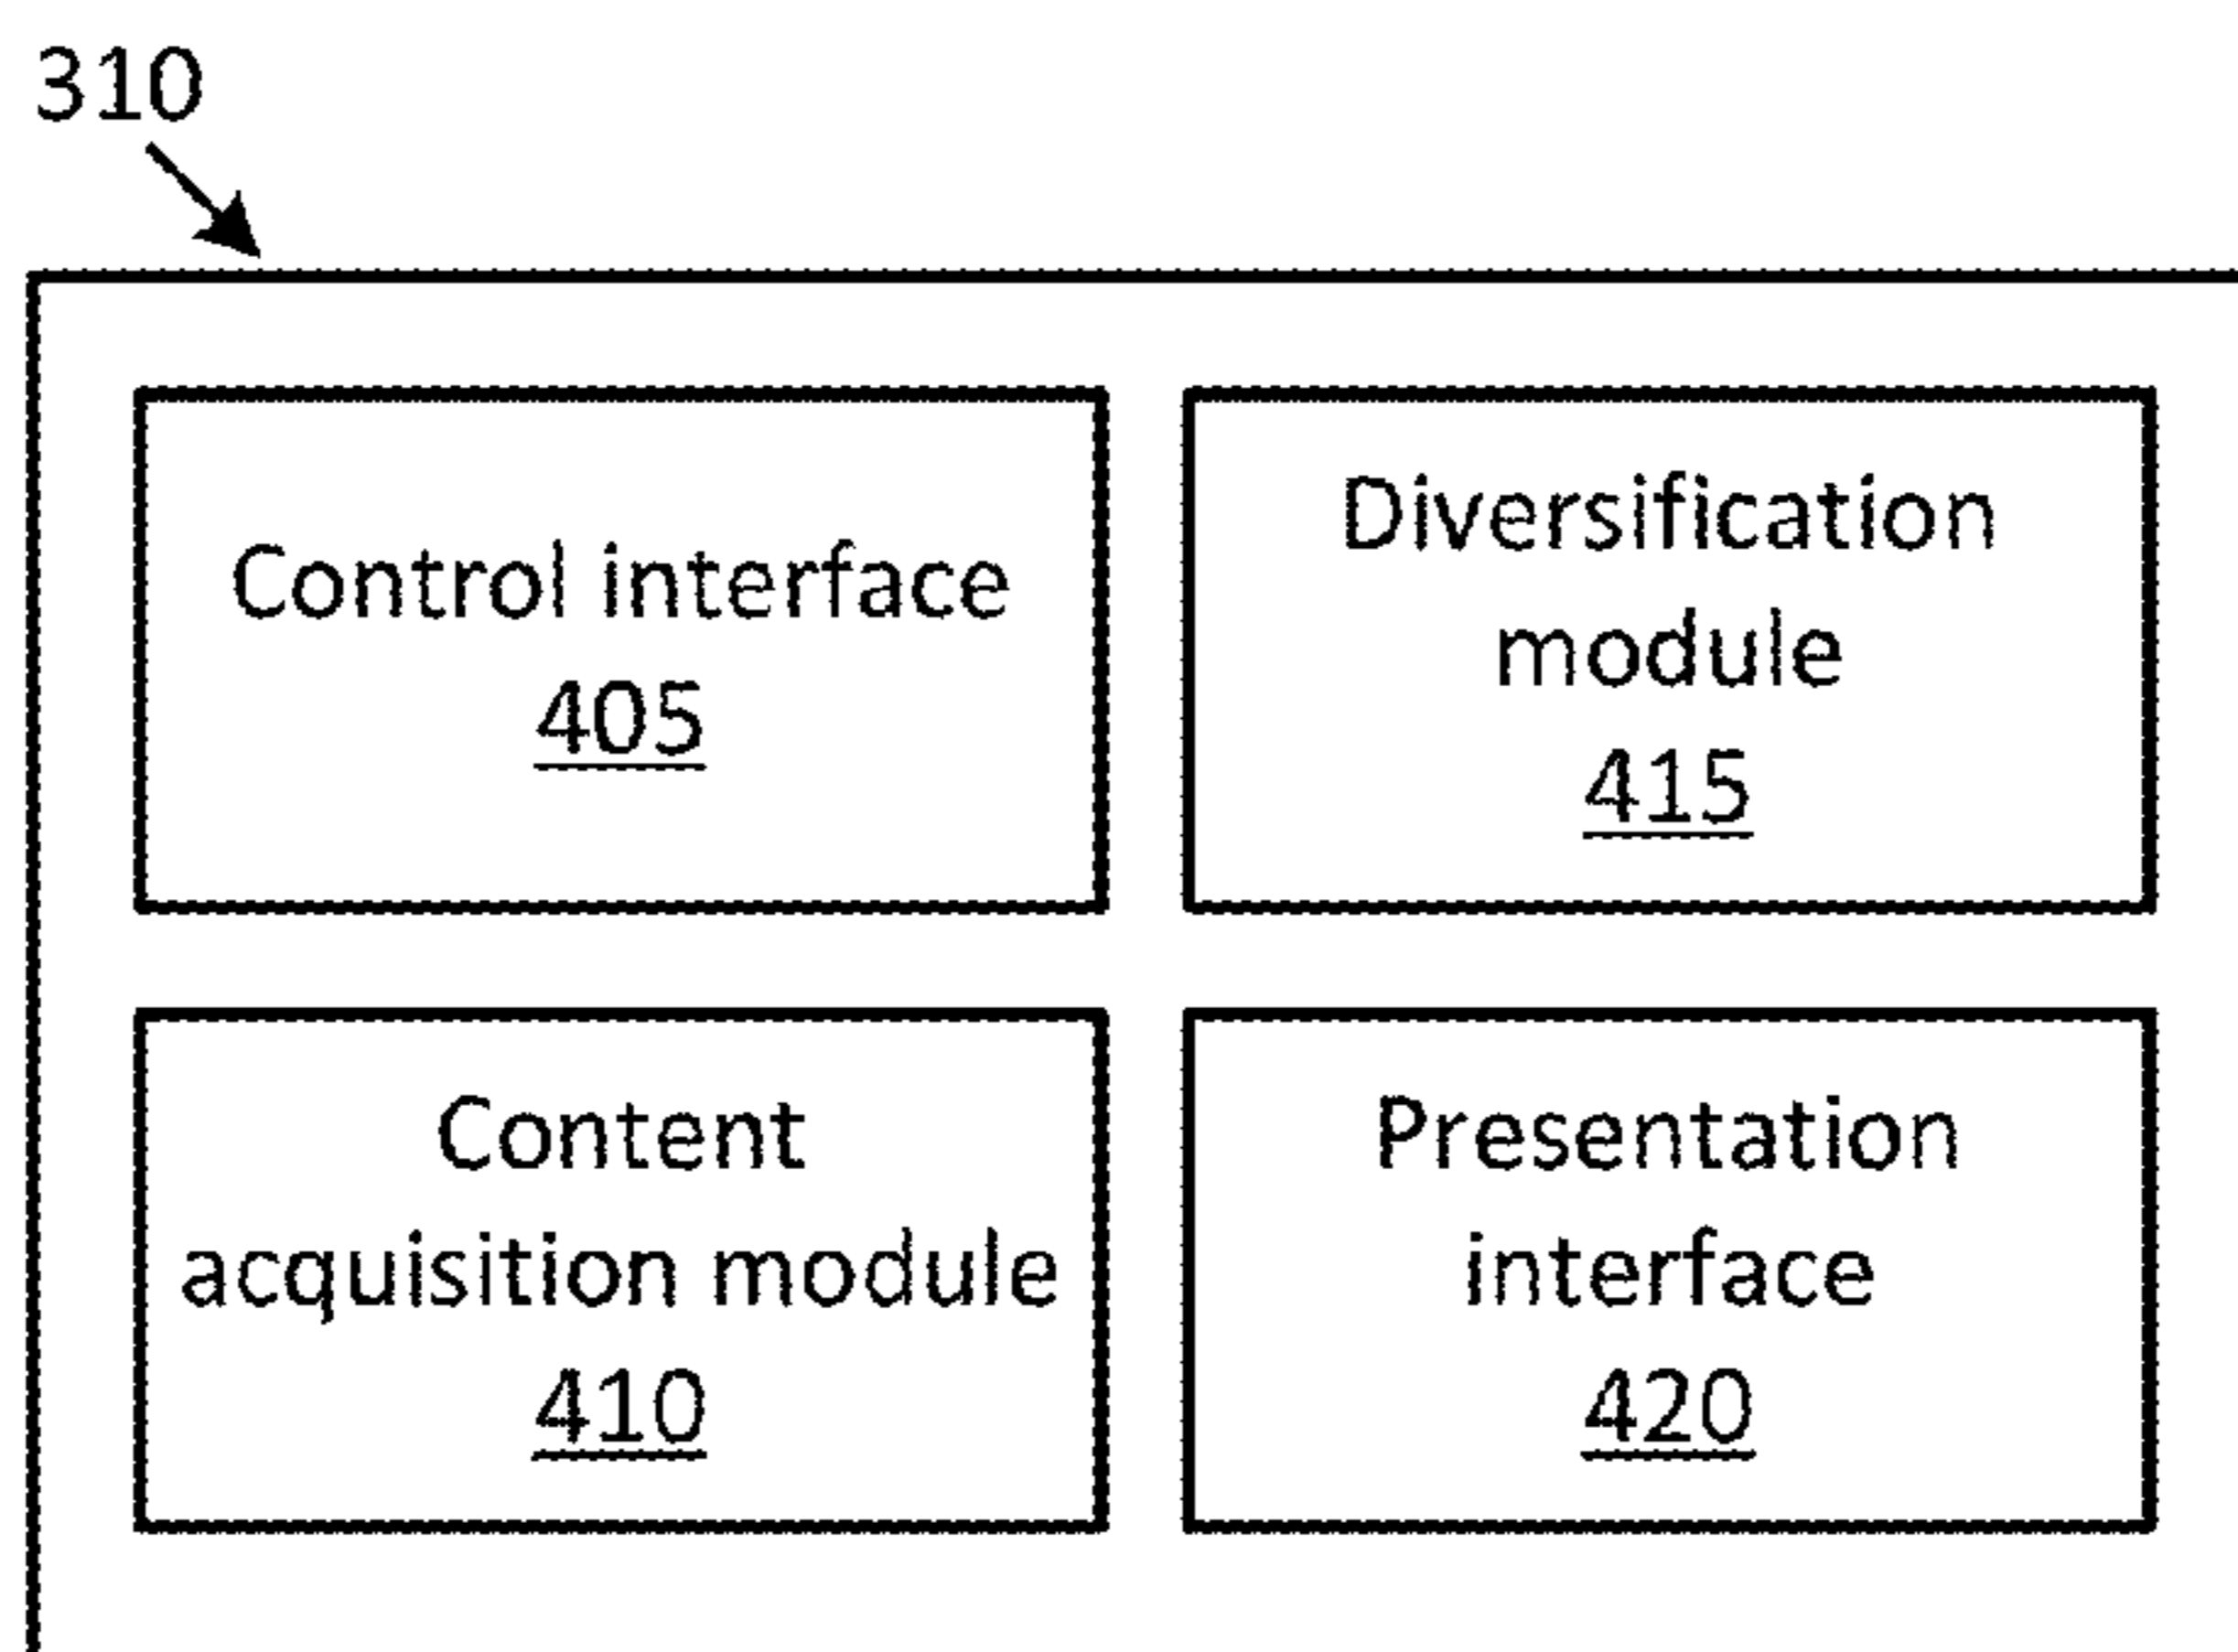 310
Control interface
405
Diversification
module
415
Content
acquisition module
410
Presentation
interface
420